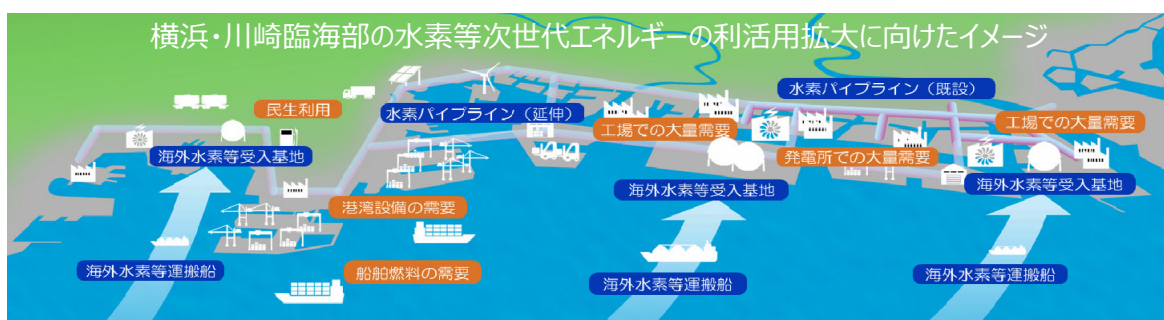 横浜・川崎臨海部の水素等次世代エネルギーの利活用拡大に向けたイメージ
民生利用
水素パイプライン（延伸）
水素パイプライン（既設）
工場での大量需要
工場での大量需要
海外水素等受入基地
発電所での大量需要
海外水素等受入基地
海外水素等受入基地
港湾設備の需要
海外水素等運搬船
船舶燃料の需要
海外水素等運搬船
海外水素等運搬船